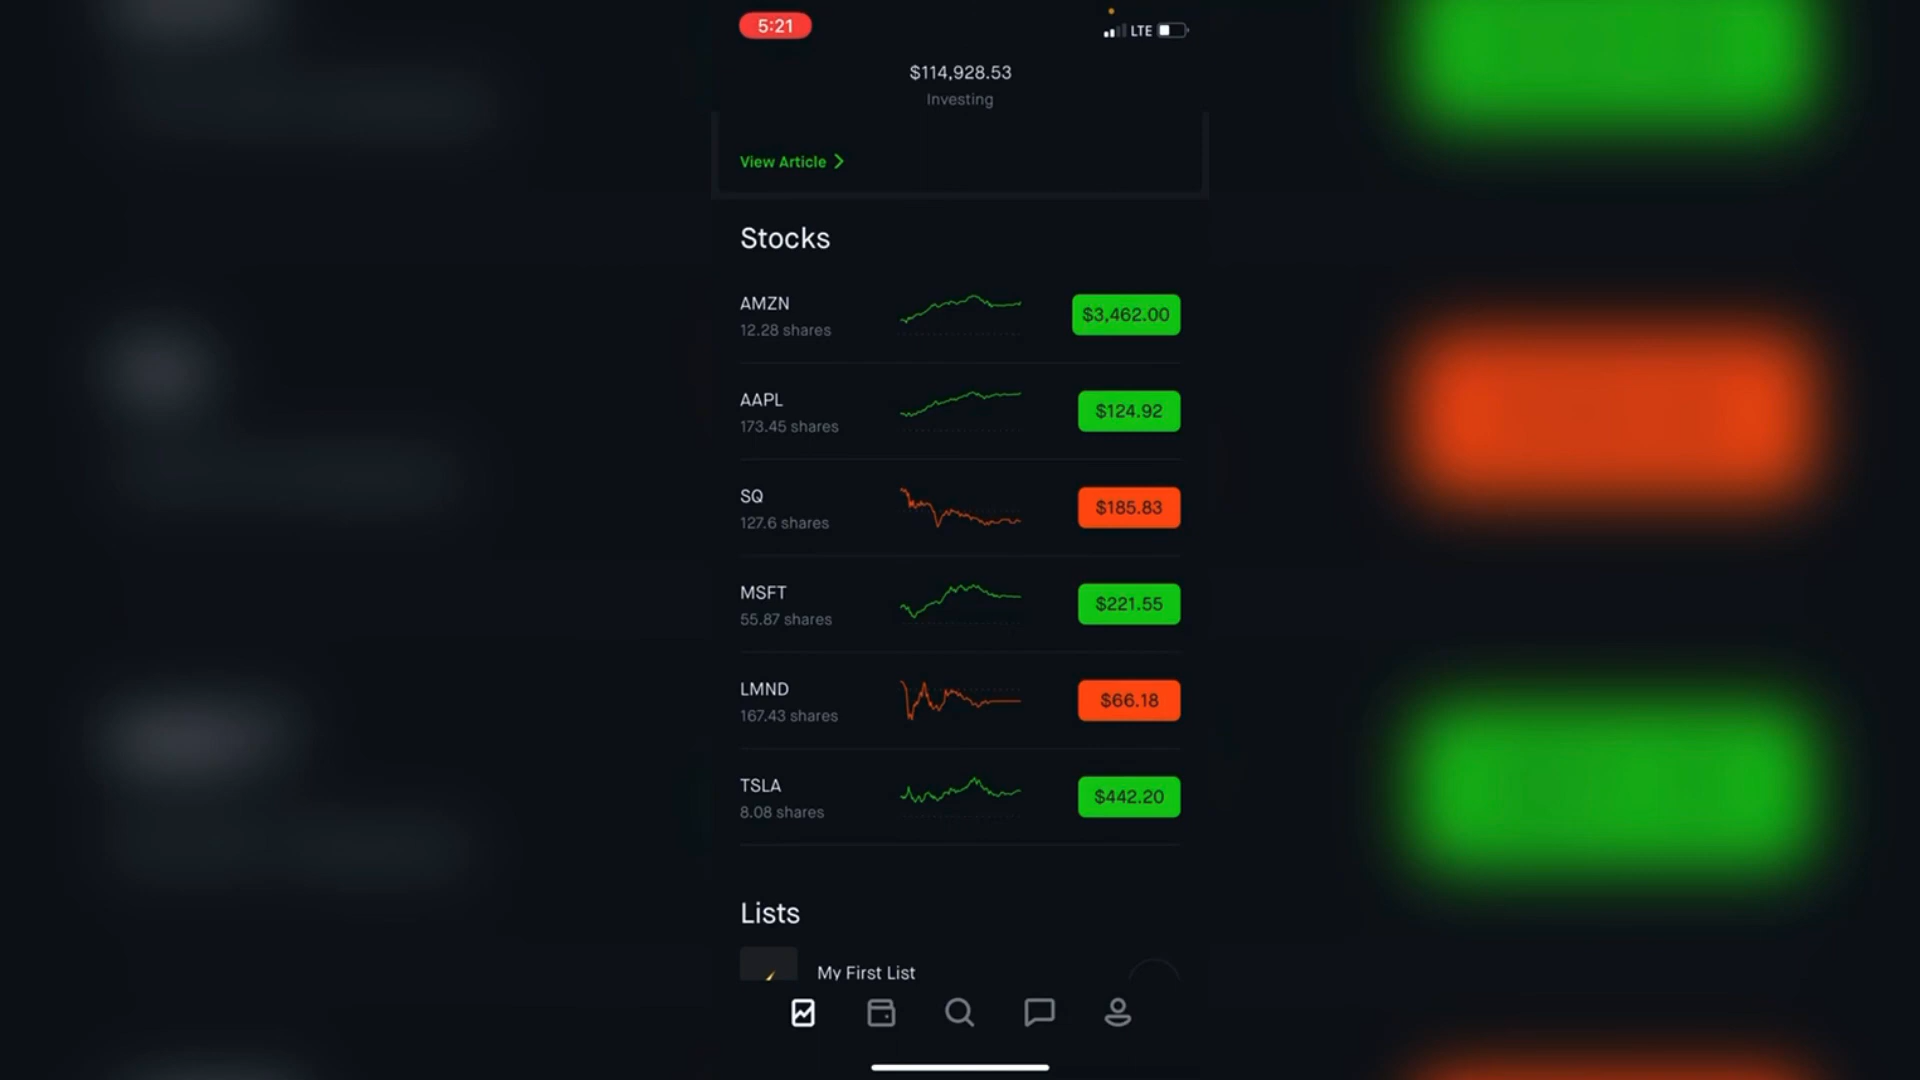 5:21
LTE
$114,928.53
Investing
View Article
Stocks
AMZN
12.28 shares
$3,462.00
AAPL
173.45 shares
$124.92
SQ
127.6 shares
$185.83
MSFT
55.87 shares
$221.55
LMND
167.43 shares
$66.18
TSLA
8.08 shares
$442.20
Lists
My First List